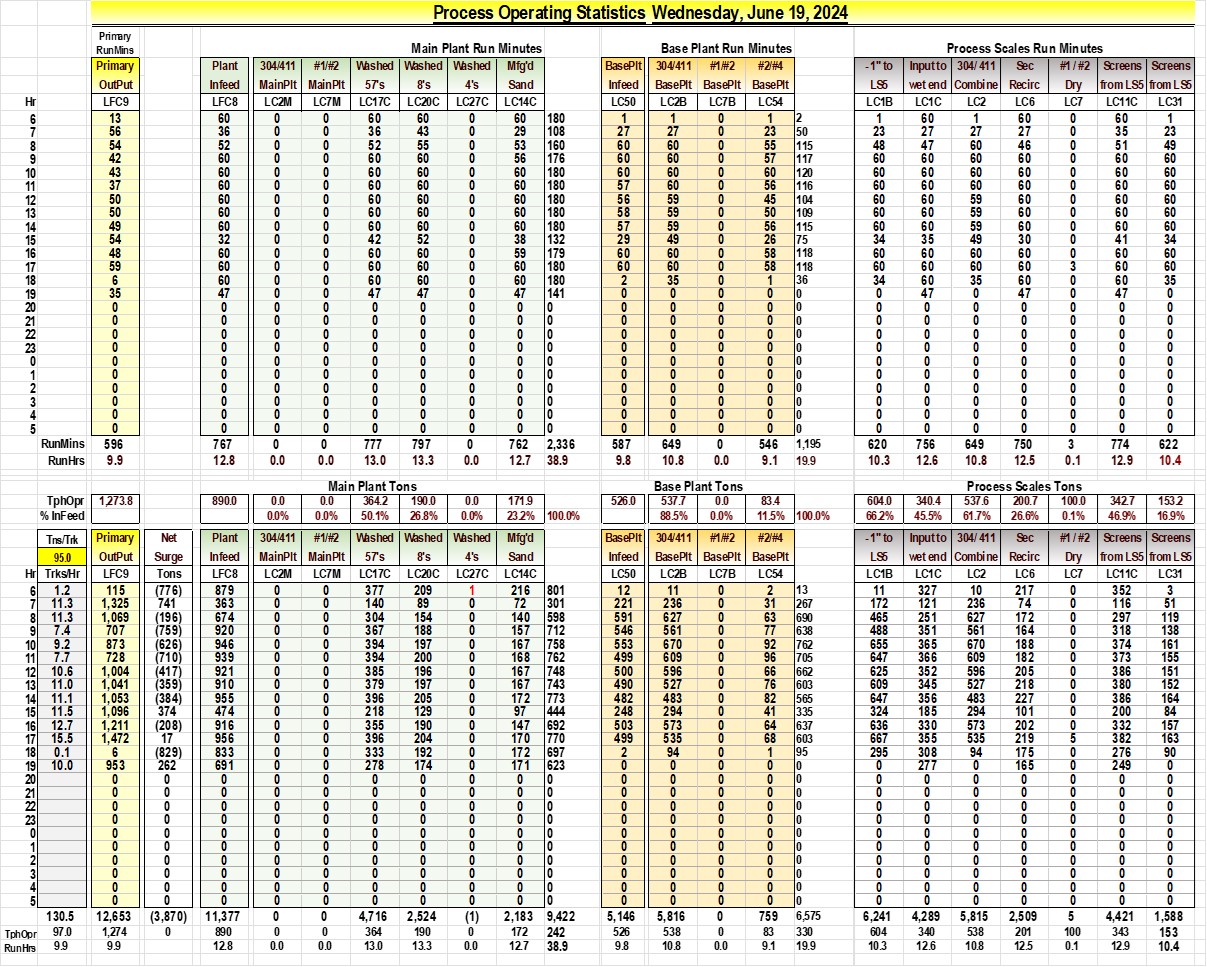 Process Operating Statistics Wednesday, June 19, 2024
Primary
RunMins Main Plant Run Minutes Base Plant Run Minutes Process Scales Run Minutes
Primary Plant 304/411 #1/#2 Washed Washed Washed Mfg'd BasePlt 304/411 #1/#2 #2/#4 -1" to Input to 304/ 411 Sec #1 / #2 Screens Screens
OutPut Infeed MainPlt MainPlt 57's 8's 4's Sand Infeed BasePlt BasePlt BasePlt LS5 wet end Combine Recirc Dry from LS5 from LS5
Hr LFC9 LFC8 LC2M LC7M LC17C LC20C LC27C LC14C LC50 LC2B LC7B LC54 LC1B LC1C LC2 LC6 LC7 LC11C LC31
6 13 60 0 0 60 60 0 60 180 1 1 0 1 2 1 60 1 60 0 60 1
7 56 36 0 0 36 43 0 29 108 27 27 0 23 50 23 27 27 27 0 35 23
8 54 52 0 0 52 55 0 53 160 60 60 0 55 115 48 47 60 46 0 51 49
9 42 60 0 0 60 60 0 56 176 60 60 0 57 117 60 60 60 60 0 60 60
10 43 60 0 0 60 60 0 60 180 60 60 0 60 120 60 60 60 60 0 60 60
11 37 60 0 0 60 60 0 60 180 57 60 0 56 116 60 60 60 60 0 60 60
12 50 60 0 0 60 60 0 60 180 56 59 0 45 104 60 60 59 60 0 60 60
13 50 60 0 0 60 60 0 60 180 58 59 0 50 109 60 60 60 60 0 60 60
14 49 60 0 0 60 60 0 60 180 57 59 0 56 115 60 60 59 60 0 60 60
15 54 32 0 0 42 52 0 38 132 29 49 0 26 75 34 35 49 30 0 41 34
16 48 60 0 0 60 60 0 59 179 60 60 0 58 118 60 60 60 60 0 60 60
17 59 60 0 0 60 60 0 60 180 60 60 0 58 118 60 60 60 60 3 60 60
18 6 60 0 0 60 60 0 60 180 2 35 0 1 36 34 60 35 60 0 60 35
19 35 47 0 0 47 47 0 47 141 0 0 0 0 0 0 47 0 47 0 47 0
20 0 0 0 0 0 0 0 0 0 0 0 0 0 0 0 0 0 0 0 0 0
21 0 0 0 0 0 0 0 0 0 0 0 0 0 0 0 0 0 0 0 0 0
22 0 0 0 0 0 0 0 0 0 0 0 0 0 0 0 0 0 0 0 0 0
23 0 0 0 0 0 0 0 0 0 0 0 0 0 0 0 0 0 0 0 0 0
0 0 0 0 0 0 0 0 0 0 0 0 0 0 0 0 0 0 0 0 0 0
1 0 0 0 0 0 0 0 0 0 0 0 0 0 0 0 0 0 0 0 0 0
2 0 0 0 0 0 0 0 0 0 0 0 0 0 0 0 0 0 0 0 0 0
3 0 0 0 0 0 0 0 0 0 0 0 0 0 0 0 0 0 0 0 0 0
4 0 0 0 0 0 0 0 0 0 0 0 0 0 0 0 0 0 0 0 0 0
5 0 0 0 0 0 0 0 0 0 0 0 0 0 0 0 0 0 0 0 0 0
RunMins 596 767 0 0 777 797 0 762 2,336 587 649 0 546 1,195 620 756 649 750 3 774 622
RunHrs 9.9 12.8 0.0 0.0 13.0 13.3 0.0 12.7 38.9 9.8 10.8 0.0 9.1 19.9 10.3 12.6 10.8 12.5 0.1 12.9 10.4
Main Plant Tons Base Plant Tons Process Scales Tons
TphOpr 1,273.8 890.0 0.0 0.0 364.2 190.0 0.0 171.9 526.0 537.7 0.0 83.4 604.0 340.4 537.6 200.7 100.0 342.7 153.2
% InFeed 0.0% 0.0% 50.1% 26.8% 0.0% 23.2% 100.0% 88.5% 0.0% 11.5% 100.0% 66.2% 45.5% 61.7% 26.6% 0.1% 46.9% 16.9%
Tns/Trk Primary Net Plant 304/411 #1/#2 Washed Washed Washed Mfg'd BasePlt 304/411 #1/#2 #2/#4 -1" to Input to 304/ 411 Sec #1 / #2 Screens Screens
95.0 OutPut Surge Infeed MainPlt MainPlt 57's 8's 4's Sand Infeed BasePlt BasePlt BasePlt LS5 wet end Combine Recirc Dry from LS5 from LS5
Hr Trks/Hr LFC9 Tons LFC8 LC2M LC7M LC17C LC20C LC27C LC14C LC50 LC2B LC7B LC54 LC1B LC1C LC2 LC6 LC7 LC11C LC31
6 1.2 115 (776) 879 0 0 377 209 1 216 801 12 11 0 2 13 11 327 10 217 0 352 3
7 11.3 1,325 741 363 0 0 140 89 0 72 301 221 236 0 31 267 172 121 236 74 0 116 51
8 11.3 1,069 (196) 674 0 0 304 154 0 140 598 591 627 0 63 690 465 251 627 172 0 297 119
9 7.4 707 (759) 920 0 0 367 188 0 157 712 546 561 0 77 638 488 351 561 164 0 318 138
10 9.2 873 (626) 946 0 0 394 197 0 167 758 553 670 0 92 762 655 365 670 188 0 374 161
11 7.7 728 (710) 939 0 0 394 200 0 168 762 499 609 0 96 705 647 366 609 182 0 373 155
12 10.6 1,004 (417) 921 0 0 385 196 0 167 748 500 596 0 66 662 625 352 596 205 0 386 151
13 11.0 1,041 (359) 910 0 0 379 197 0 167 743 490 527 0 76 603 609 345 527 218 0 380 152
14 11.1 1,053 (384) 955 0 0 396 205 0 172 773 482 483 0 82 565 647 356 483 227 0 386 164
15 11.5 1,096 374 474 0 0 218 129 0 97 444 248 294 0 41 335 324 185 294 101 0 200 84
16 12.7 1,211 (208) 916 0 0 355 190 0 147 692 503 573 0 64 637 636 330 573 202 0 332 157
17 15.5 1,472 17 956 0 0 396 204 0 170 770 499 535 0 68 603 667 355 535 219 5 382 163
18 0.1 6 (829) 833 0 0 333 192 0 172 697 2 94 0 1 95 295 308 94 175 0 276 90
19 10.0 953 262 691 0 0 278 174 0 171 623 0 0 0 0 0 0 277 0 165 0 249 0
20 0 0 0 0 0 0 0 0 0 0 0 0 0 0 0 0 0 0 0 0 0 0
21 0 0 0 0 0 0 0 0 0 0 0 0 0 0 0 0 0 0 0 0 0 0
22 0 0 0 0 0 0 0 0 0 0 0 0 0 0 0 0 0 0 0 0 0 0
23 0 0 0 0 0 0 0 0 0 0 0 0 0 0 0 0 0 0 0 0 0 0
0 0 0 0 0 0 0 0 0 0 0 0 0 0 0 0 0 0 0 0 0 0 0
1 0 0 0 0 0 0 0 0 0 0 0 0 0 0 0 0 0 0 0 0 0 0
2 0 0 0 0 0 0 0 0 0 0 0 0 0 0 0 0 0 0 0 0 0 0
3 0 0 0 0 0 0 0 0 0 0 0 0 0 0 0 0 0 0 0 0 0 0
4 0 0 0 0 0 0 0 0 0 0 0 0 0 0 0 0 0 0 0 0 0 0
5 0 0 0 0 0 0 0 0 0 0 0 0 0 0 0 0 0 0 0 0 0 0
130.5 12,653 (3,870) 11,377 0 0 4,716 2,524 (1) 2,183 9,422 5,146 5,816 0 759 6,575 6,241 4,289 5,815 2,509 5 4,421 1,588
TphOpr 97.0 1,274 0 890 0 0 364 190 0 172 242 526 538 0 83 330 604 340 538 201 100 343 153
RunHrs 9.9 9.9 12.8 0.0 0.0 13.0 13.3 0.0 12.7 38.9 9.8 10.8 0.0 9.1 19.9 10.3 12.6 10.8 12.5 0.1 12.9 10.4